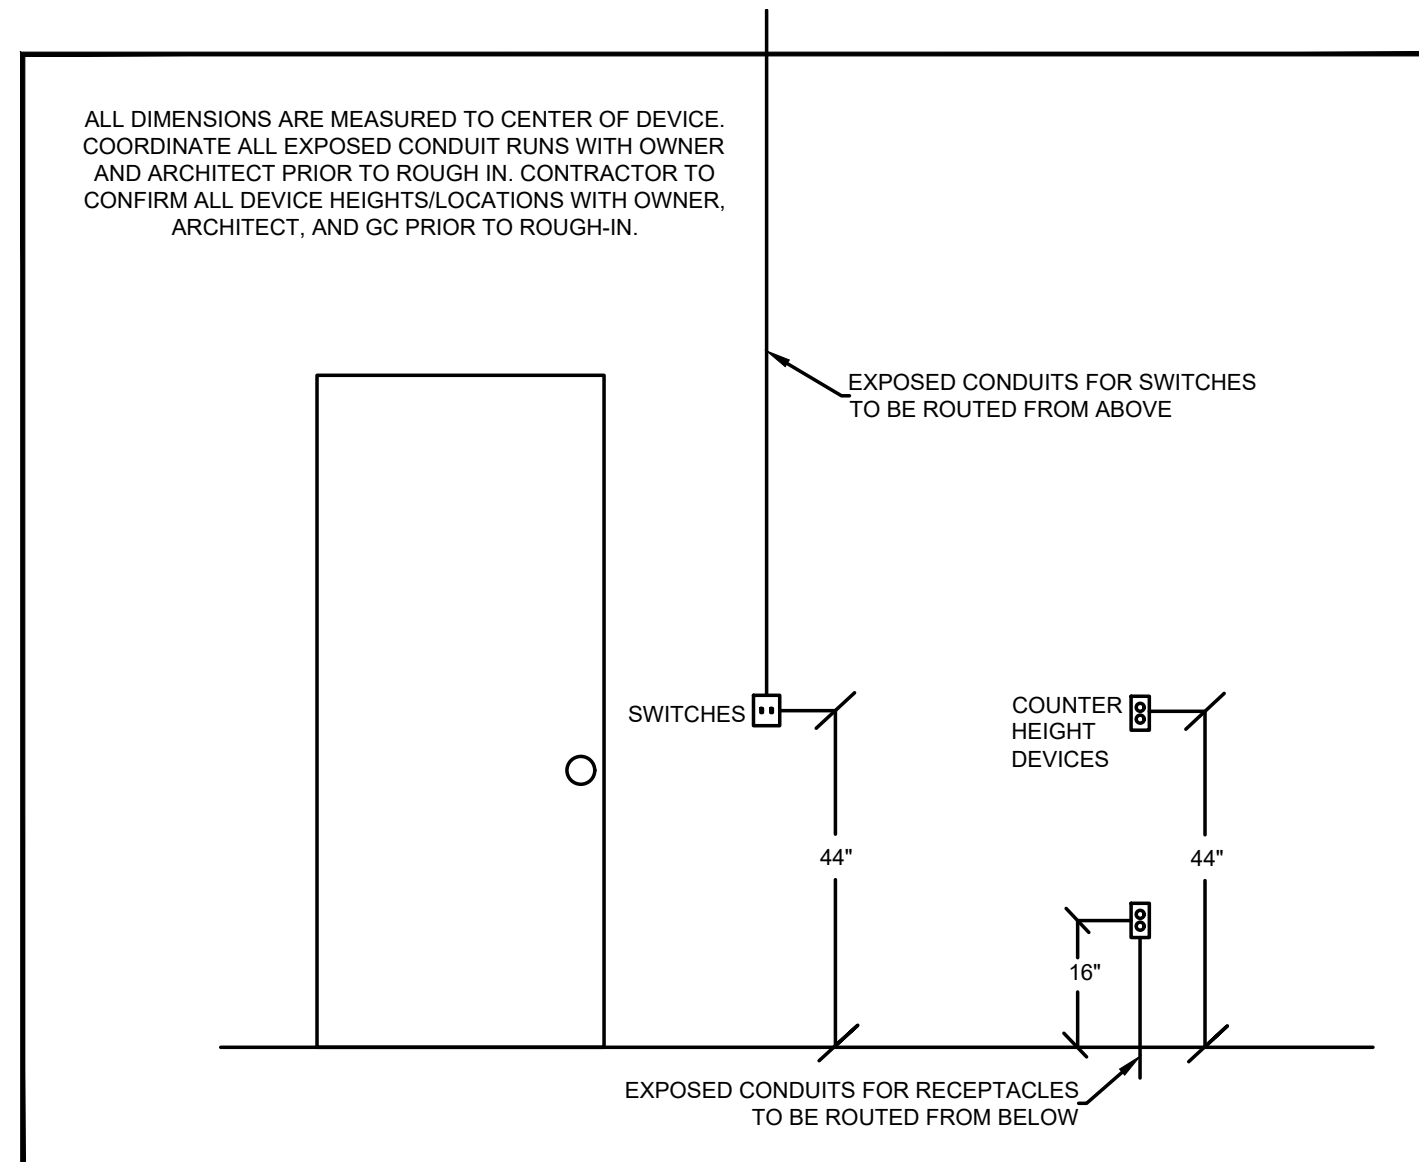 ALL DIMENSIONS ARE MEASURED TO CENTER OF DEVICE.
COORDINATE ALL EXPOSED CONDUIT RUNS WITH OWNER
AND ARCHITECT PRIOR TO ROUGH IN. CONTRACTOR TO
CONFIRM ALL DEVICE HEIGHTS/LOCATIONS WITH OWNER,
ARCHITECT, AND GC PRIOR TO ROUGH-IN.
EXPOSED CONDUITS FOR SWITCHES
TO BE ROUTED FROM ABOVE
SWITCHES
COUNTER
HEIGHT
DEVICES
44"
44"
16"
EXPOSED CONDUITS FOR RECEPTACLES
TO BE ROUTED FROM BELOW